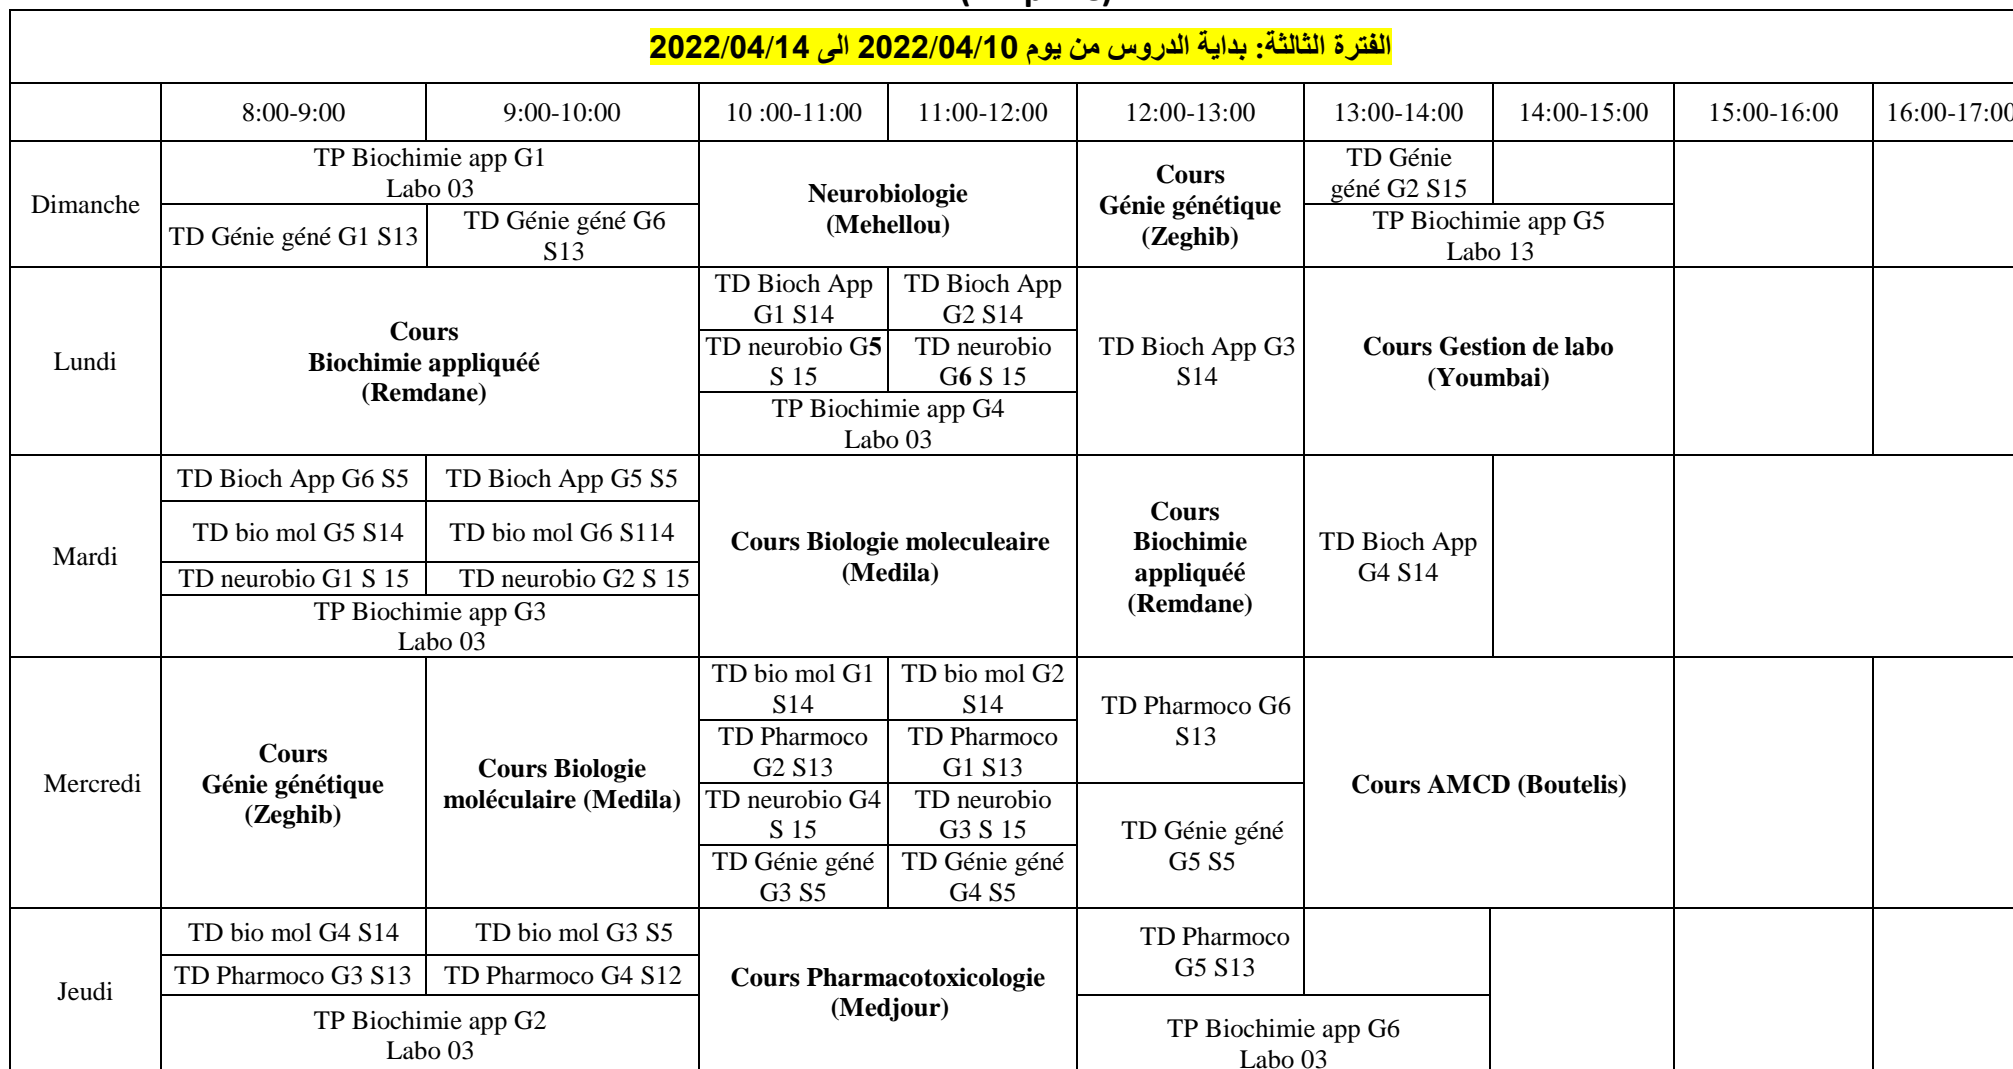 الفترة الثالثة: بداية الدروس من يوم 2022/04/10 الى 2022/04/14
8:00-9:00 9:00-10:00 10 :00-11:00 11:00-12:00 12:00-13:00 13:00-14:00 14:00-15:00 15:00-16:00 16:00-17:00
Dimanche
TP Biochimie app G1
Labo 03
TD Génie géné G1 S13
TD Génie géné G6
S13
Neurobiologie
(Mehellou)
Cours
Génie génétique
(Zeghib)
TD Génie
géné G2 S15
TP Biochimie app G5
Labo 13
Lundi
Cours
Biochimie appliquéé
(Remdane)
TD Bioch App
G1 S14
TD Bioch App
G2 S14
TD neurobio G5
S 15
TD neurobio
G6 S 15
TP Biochimie app G4
Labo 03
TD Bioch App G3
S14
Cours Gestion de labo
(Youmbai)
Mardi
TD Bioch App G6 S5
TD Bioch App G5 S5
TD bio mol G5 S14
TD bio mol G6 S114
TD neurobio G1 S 15
TD neurobio G2 S 15
TP Biochimie app G3
Labo 03
Cours Biologie moleculeaire
(Medila)
Cours
Biochimie
appliquéé
(Remdane)
TD Bioch App
G4 S14
Mercredi
Cours
Génie génétique
(Zeghib)
Cours Biologie
moléculaire (Medila)
TD bio mol G1
S14
TD bio mol G2
S14
TD Pharmoco
G2 S13
TD Pharmoco
G1 S13
TD neurobio G4
S 15
TD neurobio
G3 S 15
TD Génie géné
G3 S5
TD Génie géné
G4 S5
TD Pharmoco G6
S13
TD Génie géné
G5 S5
Cours AMCD (Boutelis)
Jeudi
TD bio mol G4 S14
TD bio mol G3 S5
TD Pharmoco G3 S13
TD Pharmoco G4 S12
TP Biochimie app G2
Labo 03
Cours Pharmacotoxicologie
(Medjour)
TD Pharmoco
G5 S13
TP Biochimie app G6
Labo 03